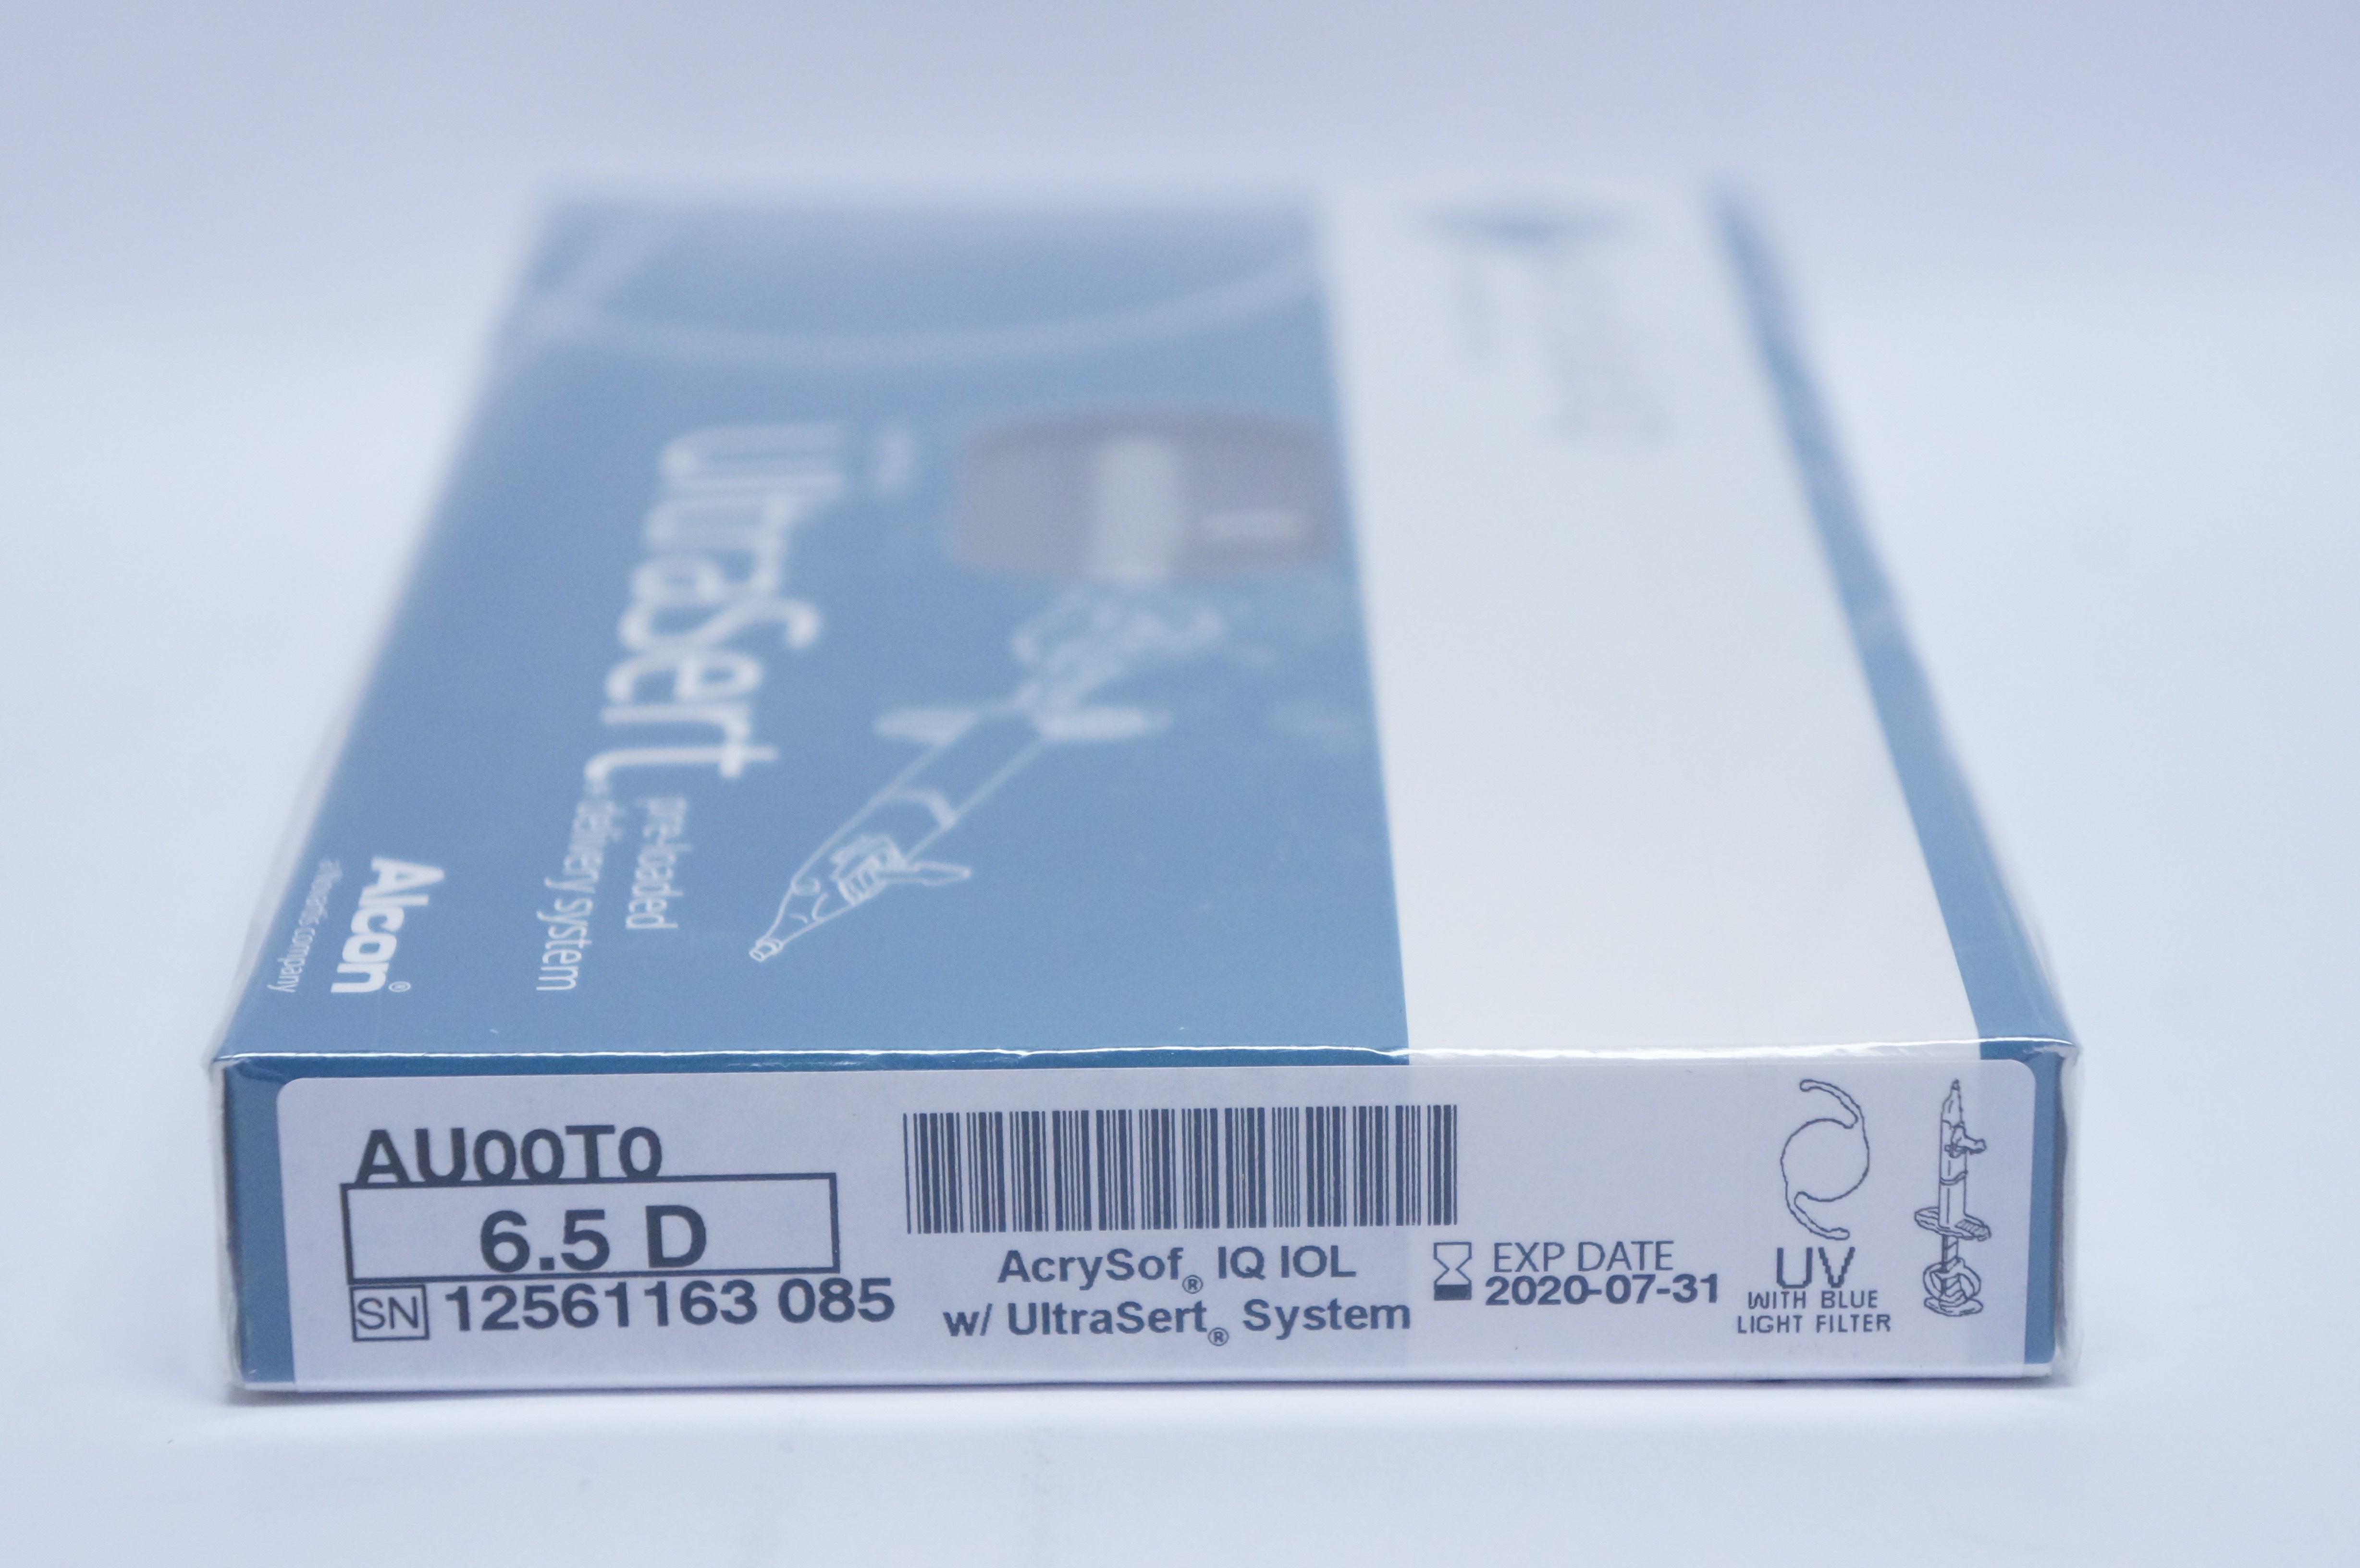 UltraSert
pre-loaded
delivery system
Alcon®
a Novartis company
AU00T0
6.5 D
SN 12561163 085
AcrySof® IQ IOL
w/ UltraSert® System
EXP DATE
2020-07-31
UV
WITH BLUE
LIGHT FILTER